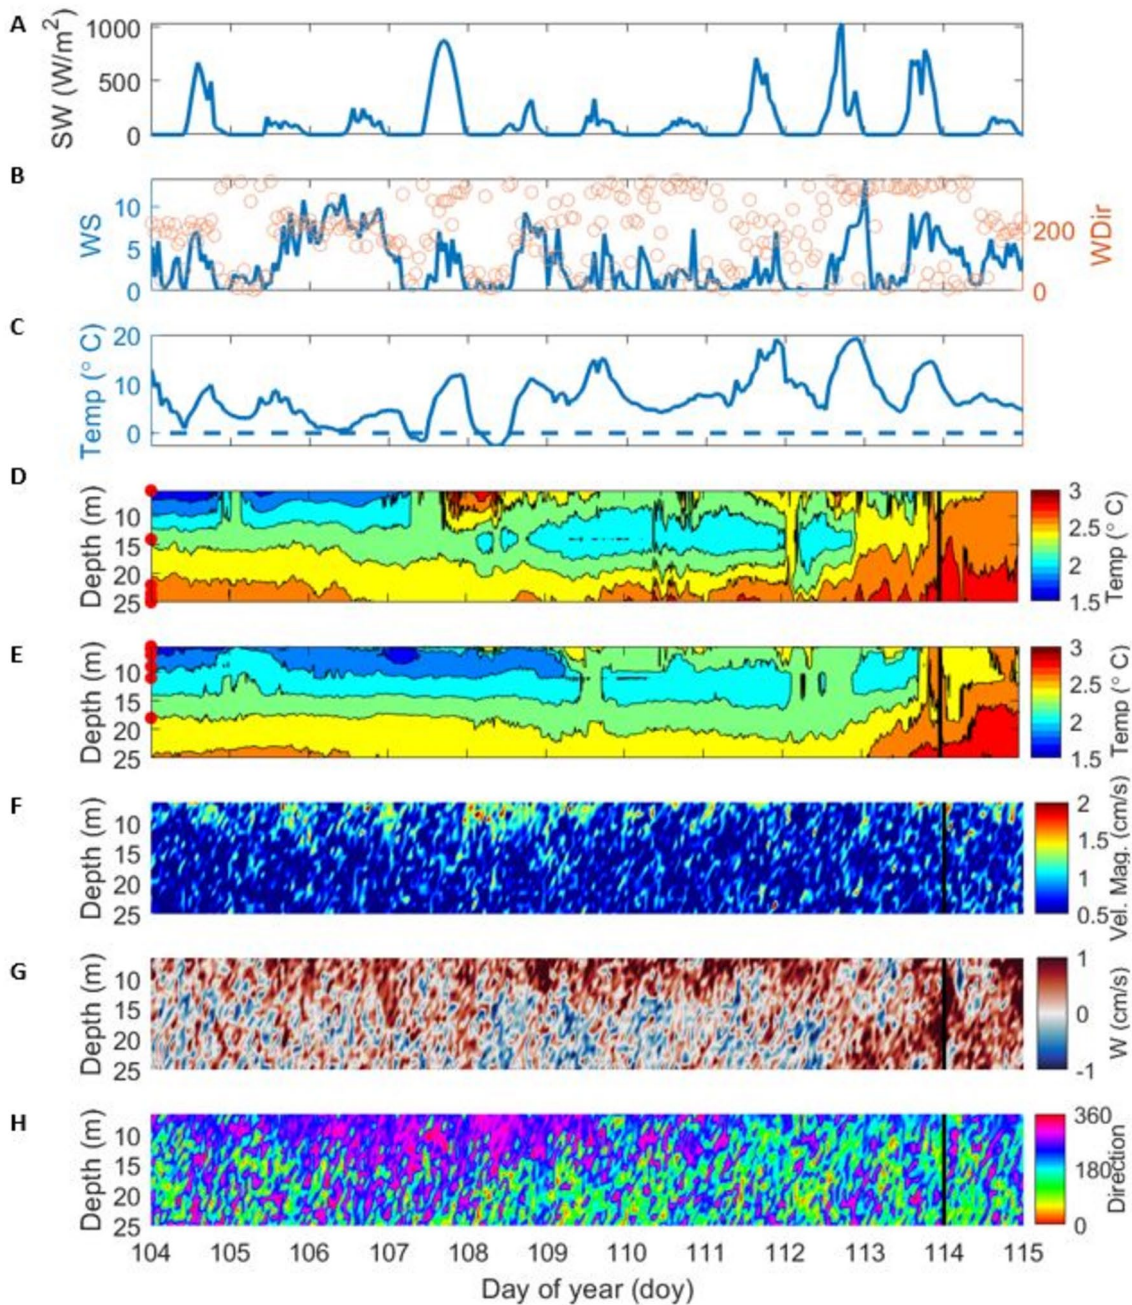 A
SW (W/m²)
1000
500
0
B
WS
10
5
0
200
0
WDir
C
Temp (° C)
20
10
0
D
Depth (m)
10
15
20
25
3
2.5
2
1.5
Temp (° C)
E
Depth (m)
10
15
20
25
3
2.5
2
1.5
Temp (° C)
F
Depth (m)
10
15
20
25
2
1.5
1
0.5
Vel. Mag. (cm/s)
G
Depth (m)
10
15
20
25
1
0
-1
W (cm/s)
H
Depth (m)
10
15
20
25
360
180
0
Direction
104 105 106 107 108 109 110 111 112 113 114 115
Day of year (doy)